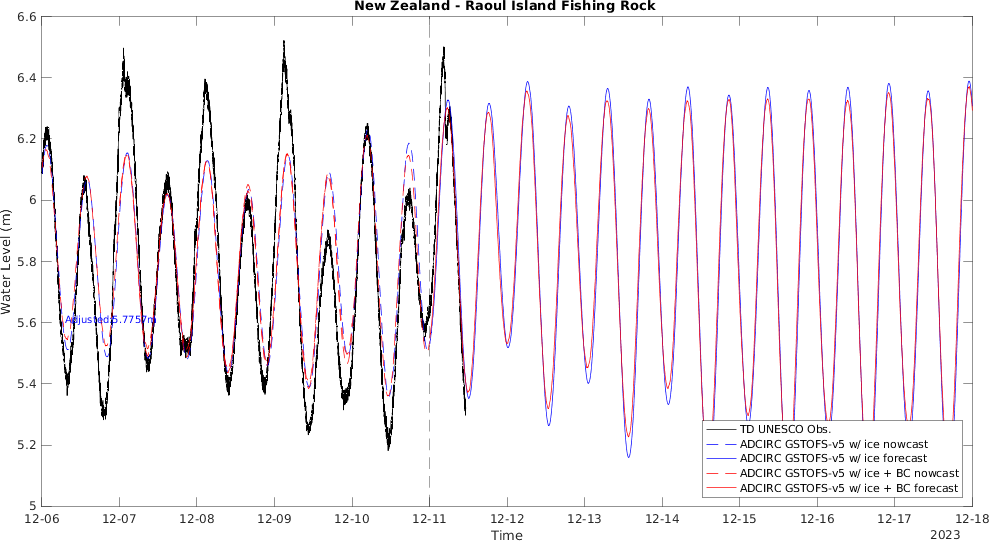 New Zealand - Raoul Island Fishing Rock
6.6
6.4
6.2
6
5.8
5.6
5.4
5.2
5
Water Level (m)
Adjusted:5.7757m
TD UNESCO Obs.
ADCIRC GSTOFS-v5 w/ ice nowcast
ADCIRC GSTOFS-v5 w/ ice forecast
ADCIRC GSTOFS-v5 w/ ice + BC nowcast
ADCIRC GSTOFS-v5 w/ ice + BC forecast
12-06 12-07 12-08 12-09 12-10 12-11 12-12 12-13 12-14 12-15 12-16 12-17 12-18
Time
2023